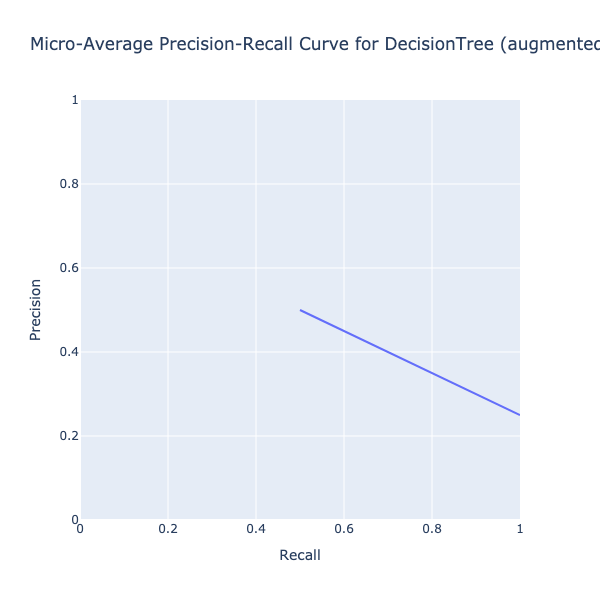 Micro-Average Precision-Recall Curve for DecisionTree (augmented
1
0.8
0.6
0.4
0.2
0
Precision
0 0.2 0.4 0.6 0.8 1
Recall